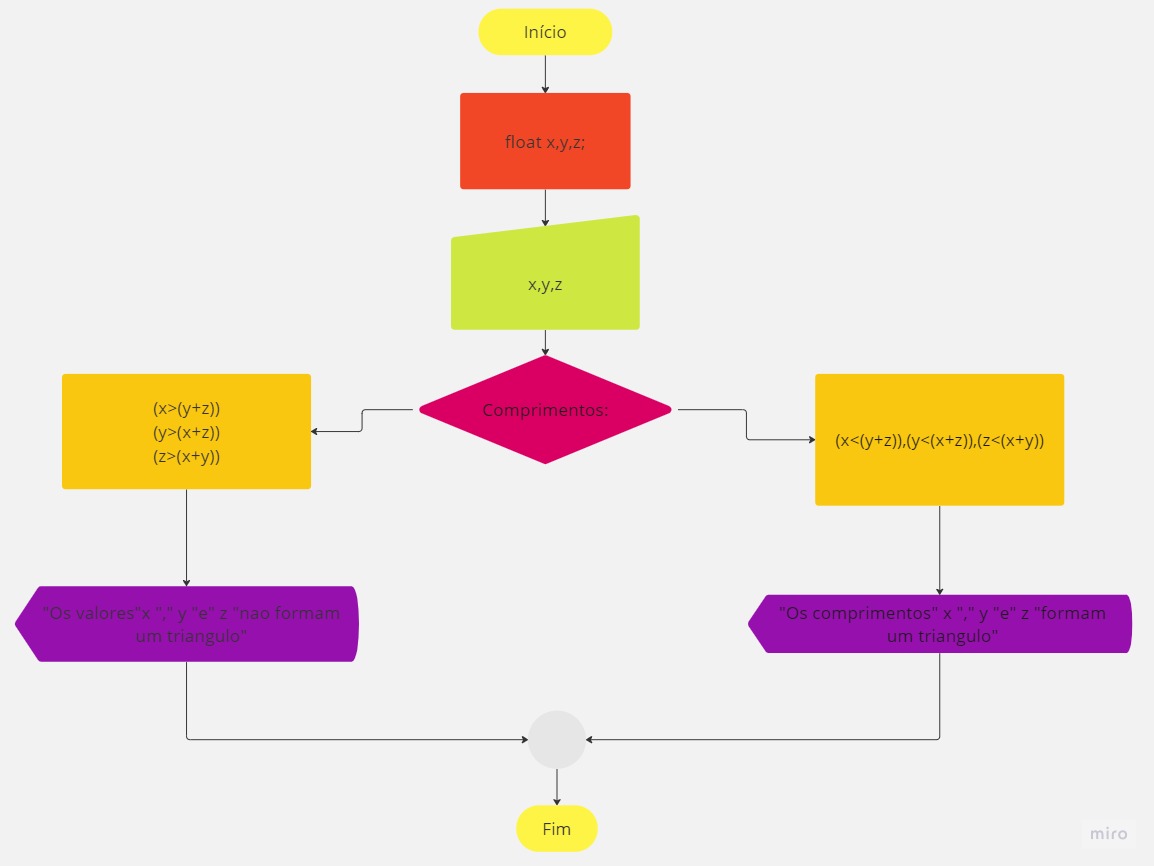 Início
float x,y,z;
x,y,z
Comprimentos:
(x>(y+z))
(y>(x+z))
(z>(x+y))
(x<(y+z)),(y<(x+z)),(z<(x+y))
"Os valores"x "," y "e" z "nao formam
um triangulo"
"Os comprimentos" x "," y "e" z "formam
um triangulo"
Fim
miro